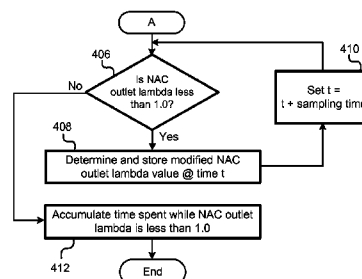 A
406
Is NAC
outlet lambda less
than 1.0?
No
Yes
410
Set t =
t + sampling time
408
Determine and store modified NAC
outlet lambda value @ time t
Accumulate time spent while NAC outlet
lambda is less than 1.0
412
End